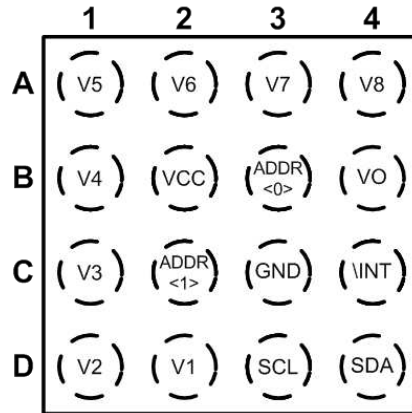 1 2 3 4
A V5 V6 V7 V8
B V4 VCC ADDR <0> VO
C V3 ADDR <1> GND \INT
D V2 V1 SCL SDA